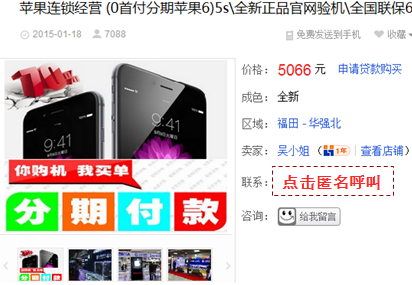 苹果连锁经营 (0首付分期苹果6)5s\全新正品官网验机\全国联保6
2015-01-18 7088
免费发送到手机 收藏
9:41
9:41
你购机 我买单
分期付款
价格: 5066 元 申请贷款购买
成色: 全新
区域: 福田 - 华强北
卖家: 吴小姐 ( 1年 | 查看店铺 )
联系: 点击匿名呼叫
咨询: 给我留言